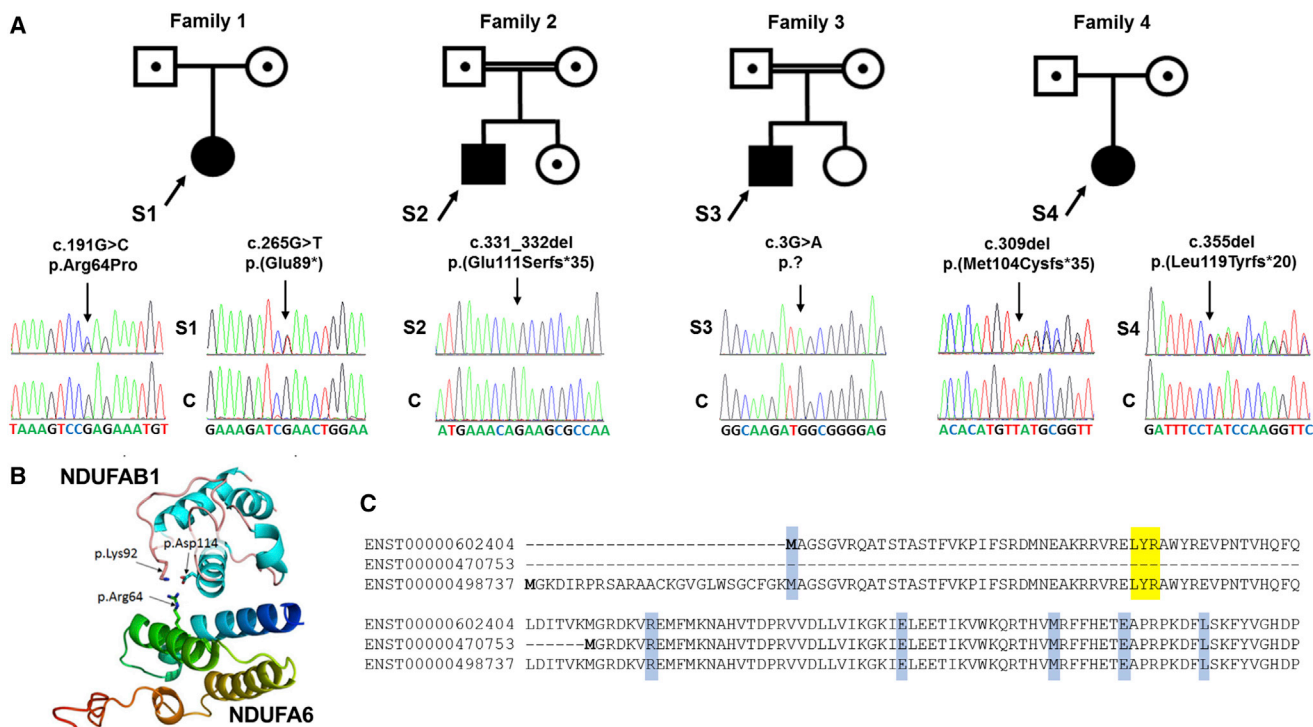 A
Family 1
Family 2
Family 3
Family 4
S1
S2
S3
S4
c.191G>C
p.Arg64Pro
c.265G>T
p.(Glu89*)
c.331_332del
p.(Glu111Serfs*35)
c.3G>A
p.?
c.309del
p.(Met104Cysfs*35)
c.355del
p.(Leu119Tyrfs*20)
S1
S2
S3
S4
C
C
C
C
TAAAGTCCGAGAAATGT
GAAAGATCGAACTGGAA
ATGAAACAGAAGCGCCAA
GGCAAGATGGCGGGGAG
ACACATGTTATGCGGTT
GATTTCCTATCCAAGGTTC
B
NDUFAB1
p.Lys92
p.Asp114
p.Arg64
NDUFA6
C
ENST00000602404 -----------------------------MAGSGVRQATSTASTFVKPIFSRDMNEAKRRVRELYRAWYREVPNTVHQFQ
ENST00000470753 --------------------------------------------------------------------------------
ENST00000498737 MGKDIRPRSARAACKGVGLWSGCFGKMAGSGVRQATSTASTFVKPIFSRDMNEAKRRVRELYRAWYREVPNTVHQFQ
ENST00000602404 LDITVKMGRDKVREMFMKNAHVTDPRVVDLLVIKGKIELEETIKVWKQRTHVMRFFHETEAPRPKDFLSKFYVGHDP
ENST00000470753 ------MGRDKVREMFMKNAHVTDPRVVDLLVIKGKIELEETIKVWKQRTHVMRFFHETEAPRPKDFLSKFYVGHDP
ENST00000498737 LDITVKMGRDKVREMFMKNAHVTDPRVVDLLVIKGKIELEETIKVWKQRTHVMRFFHETEAPRPKDFLSKFYVGHDP